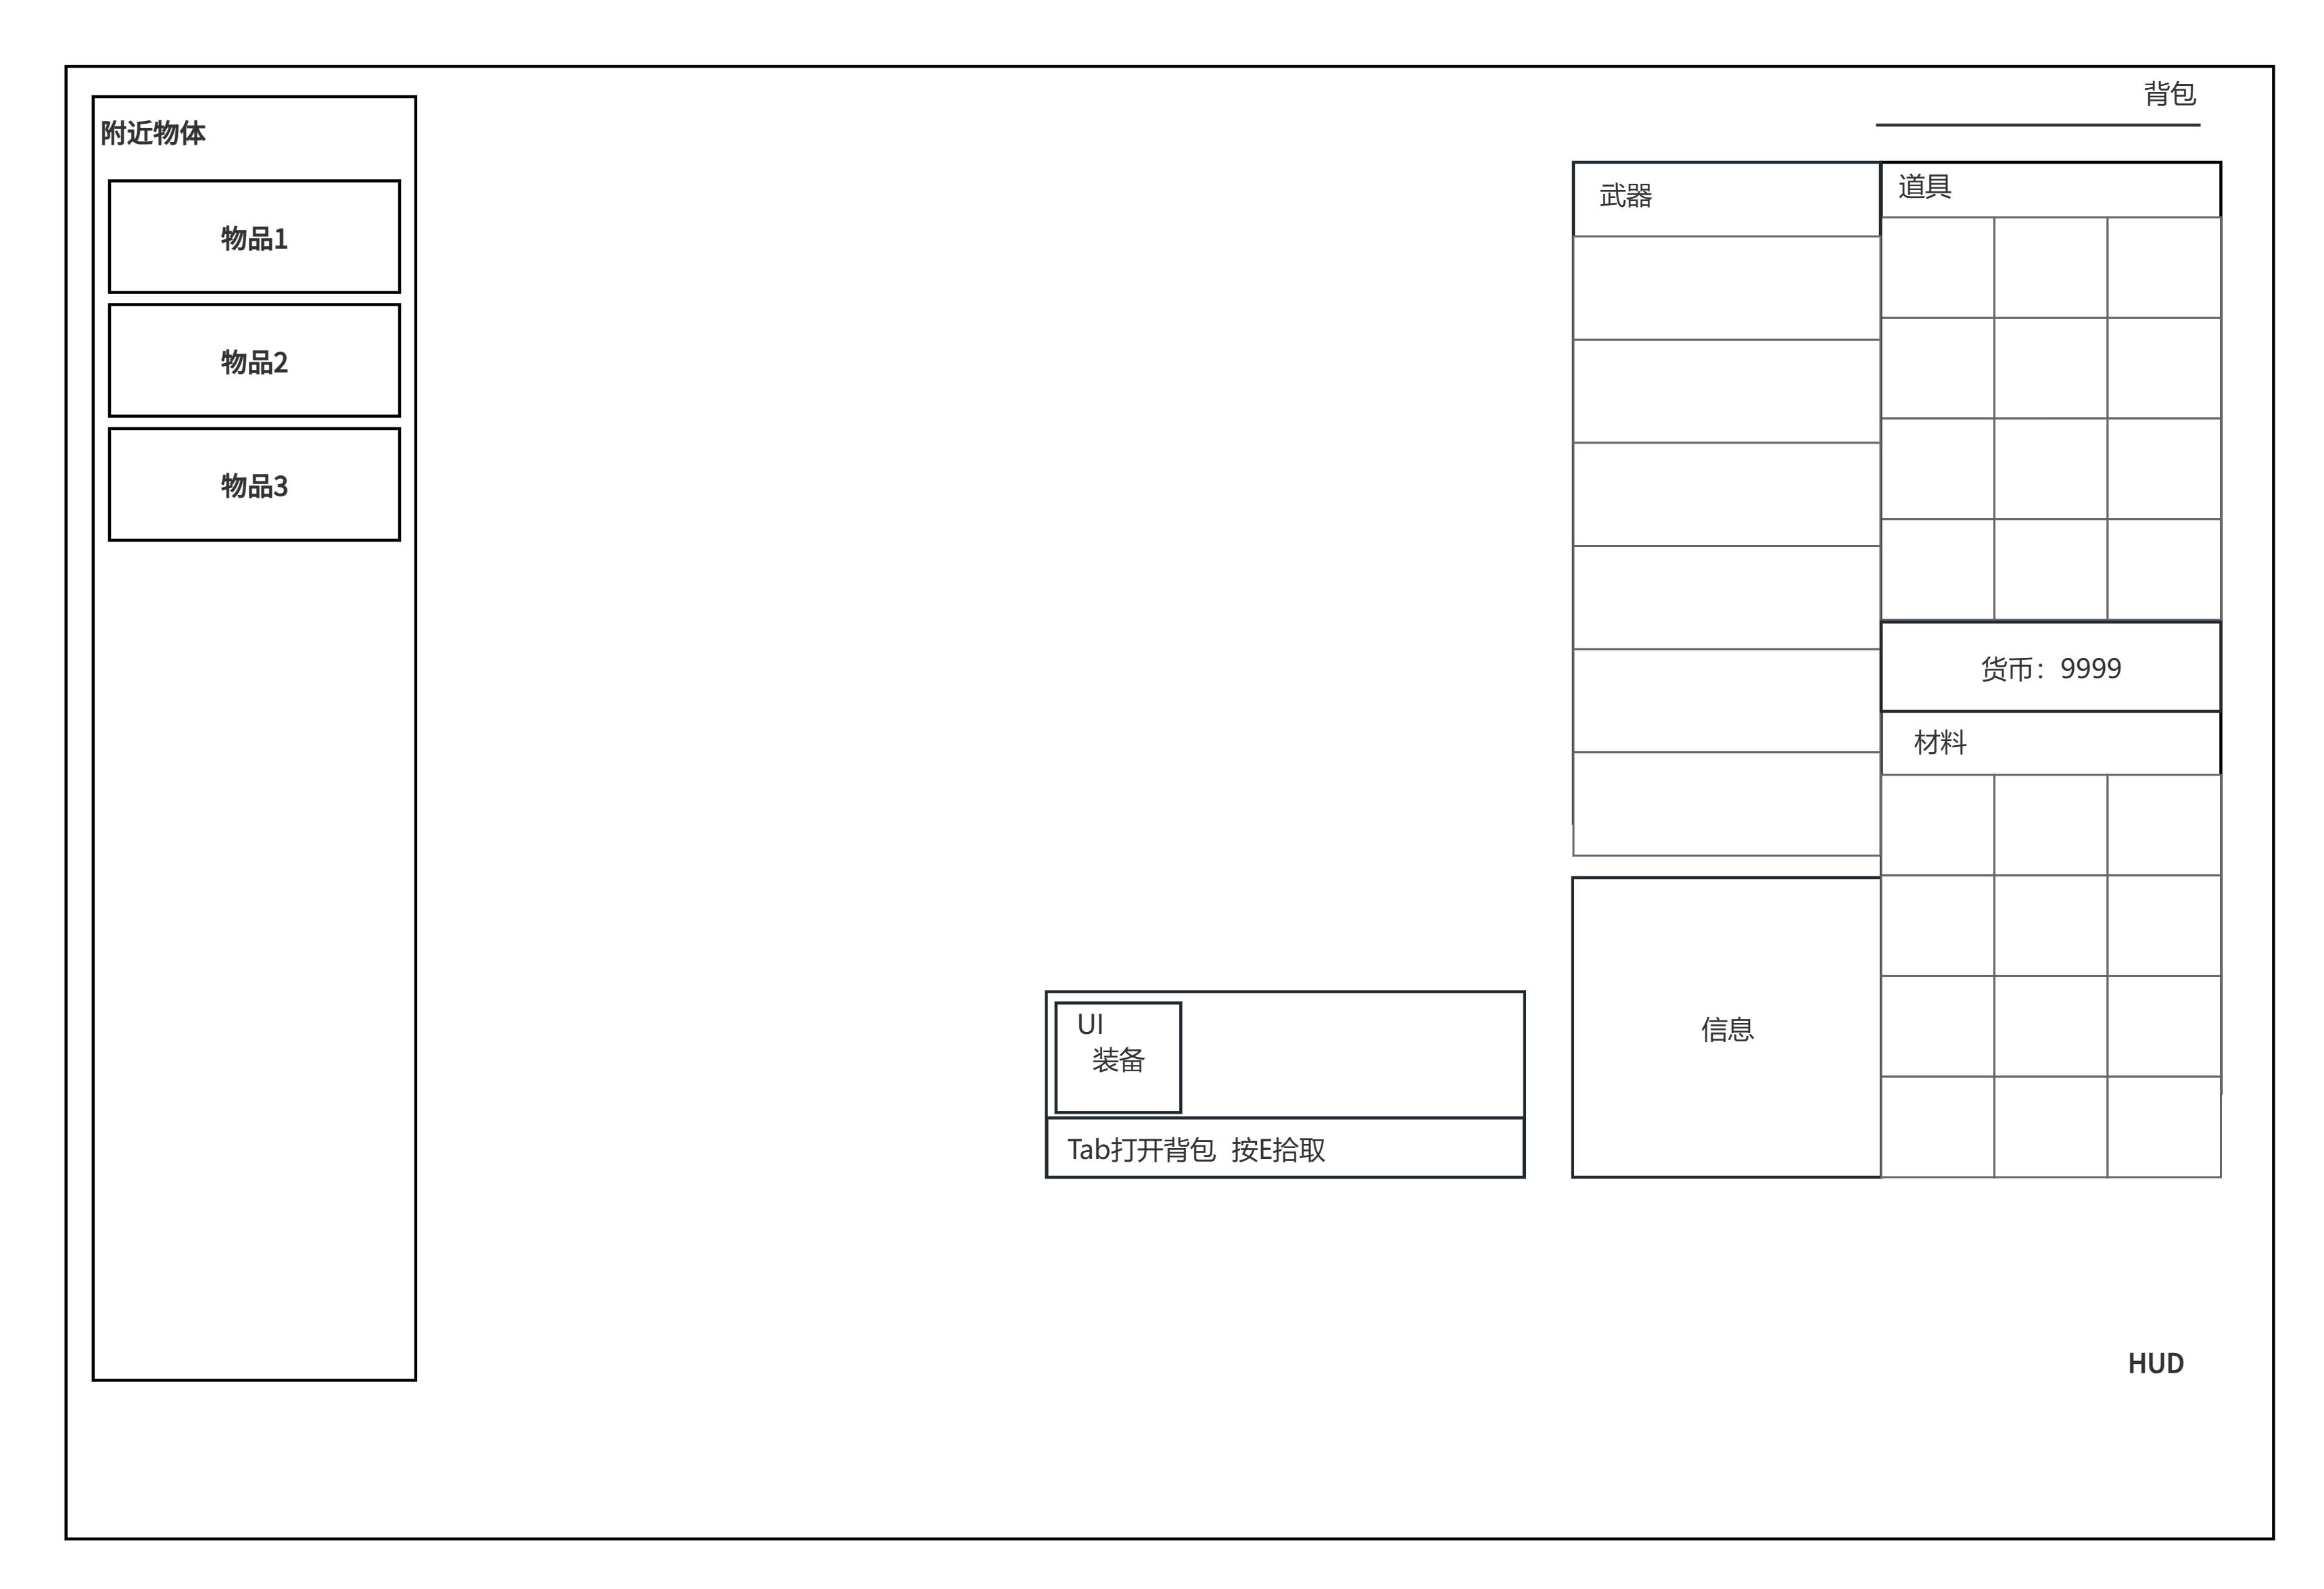 背包
附近物体
物品1
物品2
物品3
武器
道具
货币：9999
材料
信息
UI
装备
Tab打开背包 按E拾取
HUD